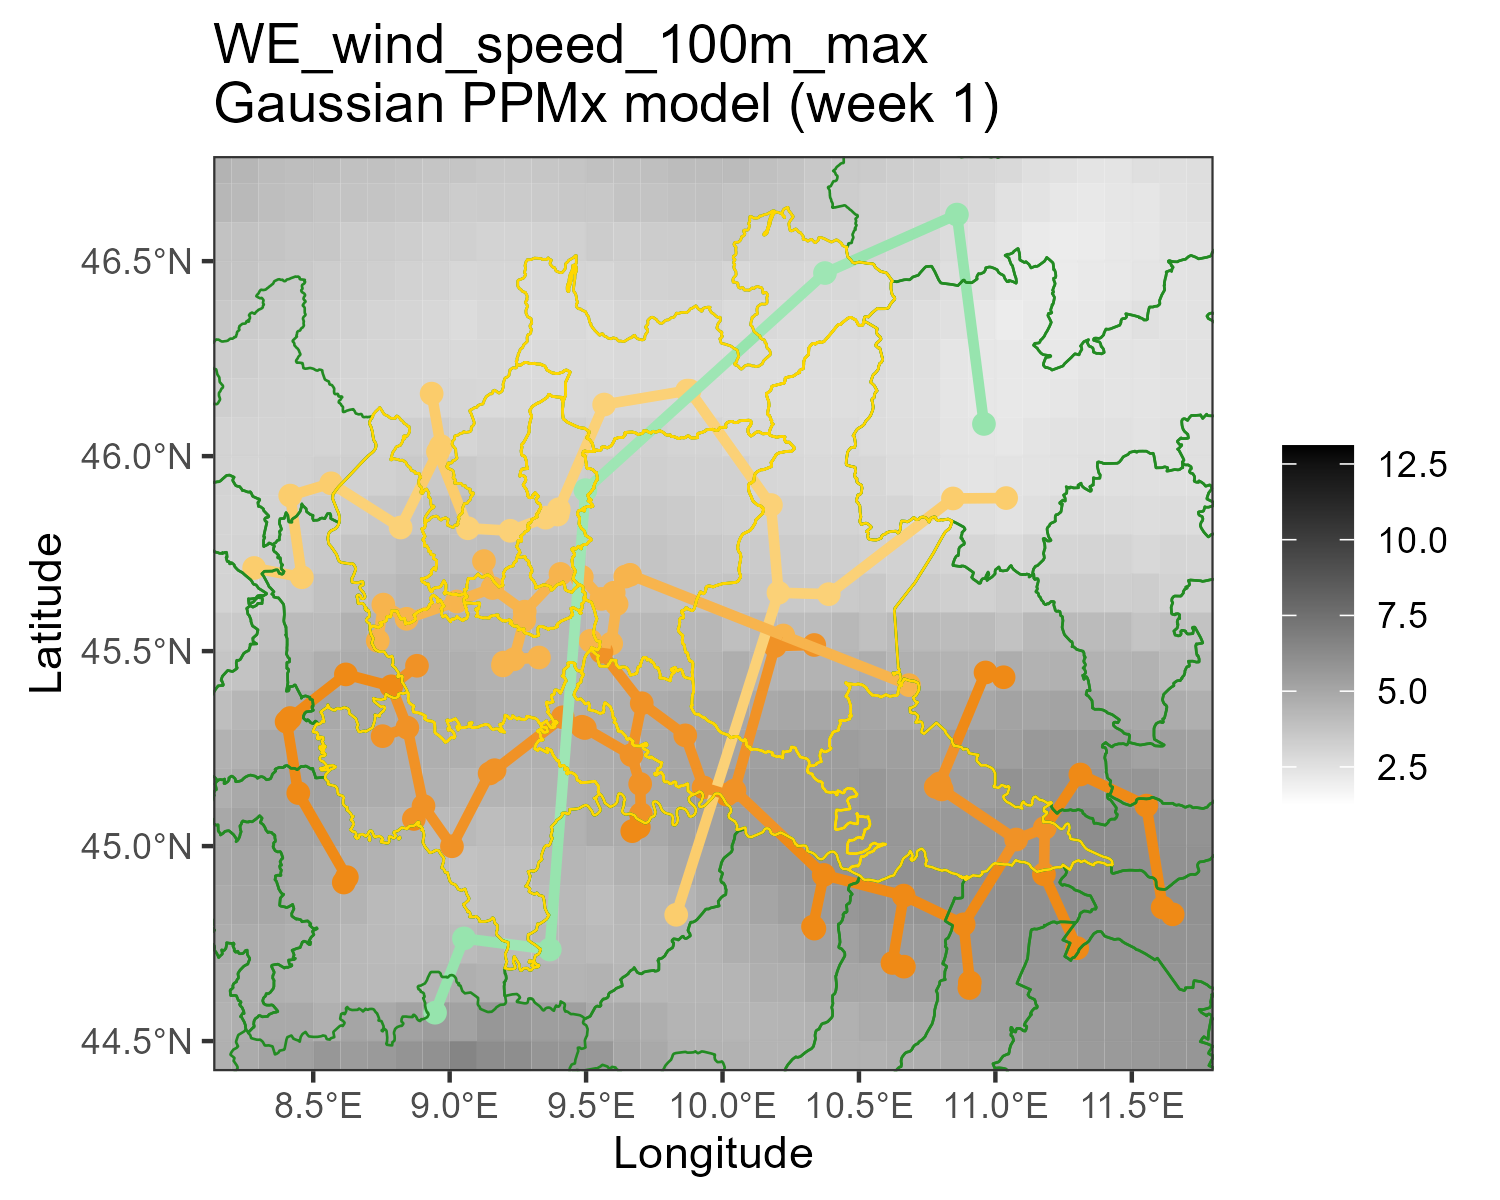 WE_wind_speed_100m_max
Gaussian PPMx model (week 1)
46.5°N
46.0°N
45.5°N
45.0°N
44.5°N
Latitude
8.5°E 9.0°E 9.5°E 10.0°E 10.5°E 11.0°E 11.5°E
Longitude
12.5
10.0
7.5
5.0
2.5